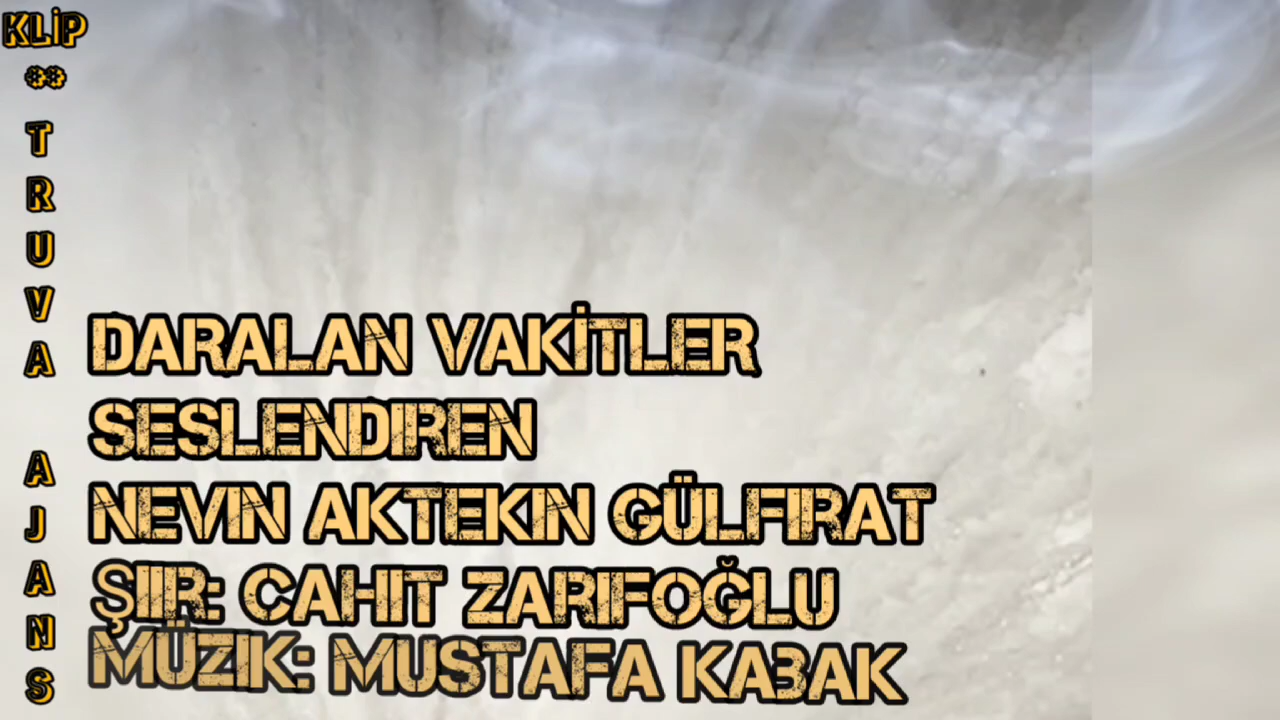 KLİP
**
TRUVA
AJANS
DARALAN VAKİTLER
SESLENDIREN
NEVIN AKTEKIN GÜLFIRAT
ŞIIR: CAHIT ZARIFOĞLU
MÜZIK: MUSTAFA KABAK